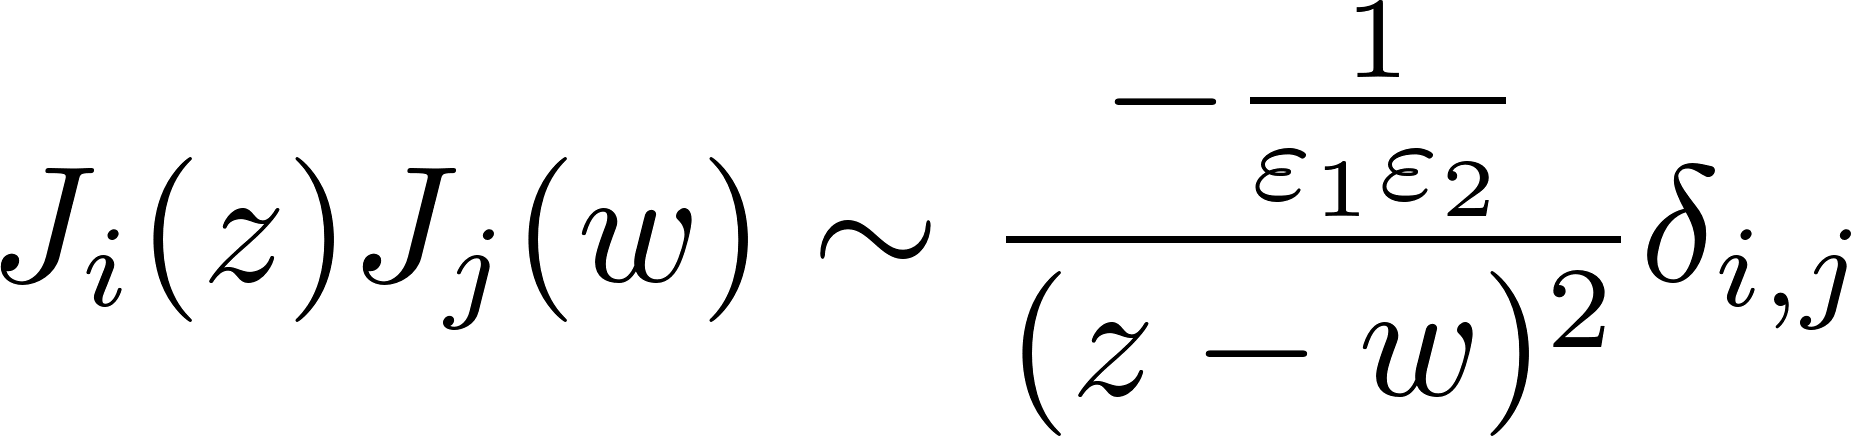 J_i(z)J_j(w) \sim \frac{-\frac{1}{\varepsilon_1 \varepsilon_2}}{(z-w)^2} \delta_{i,j}